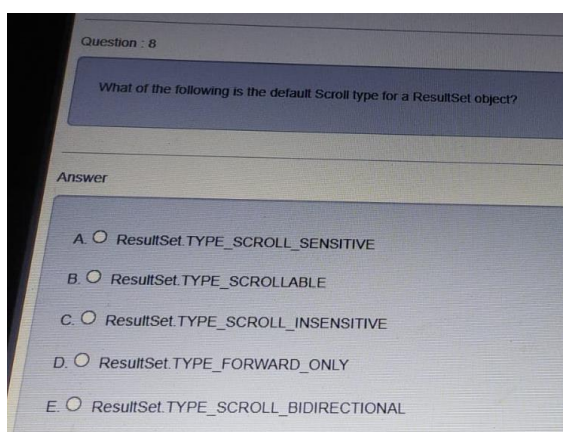 Question : 8
What of the following is the default Scroll type for a ResultSet object?
Answer
A. ResultSet.TYPE_SCROLL_SENSITIVE
B. ResultSet.TYPE_SCROLLABLE
C. ResultSet.TYPE_SCROLL_INSENSITIVE
D. ResultSet.TYPE_FORWARD_ONLY
E. ResultSet.TYPE_SCROLL_BIDIRECTIONAL